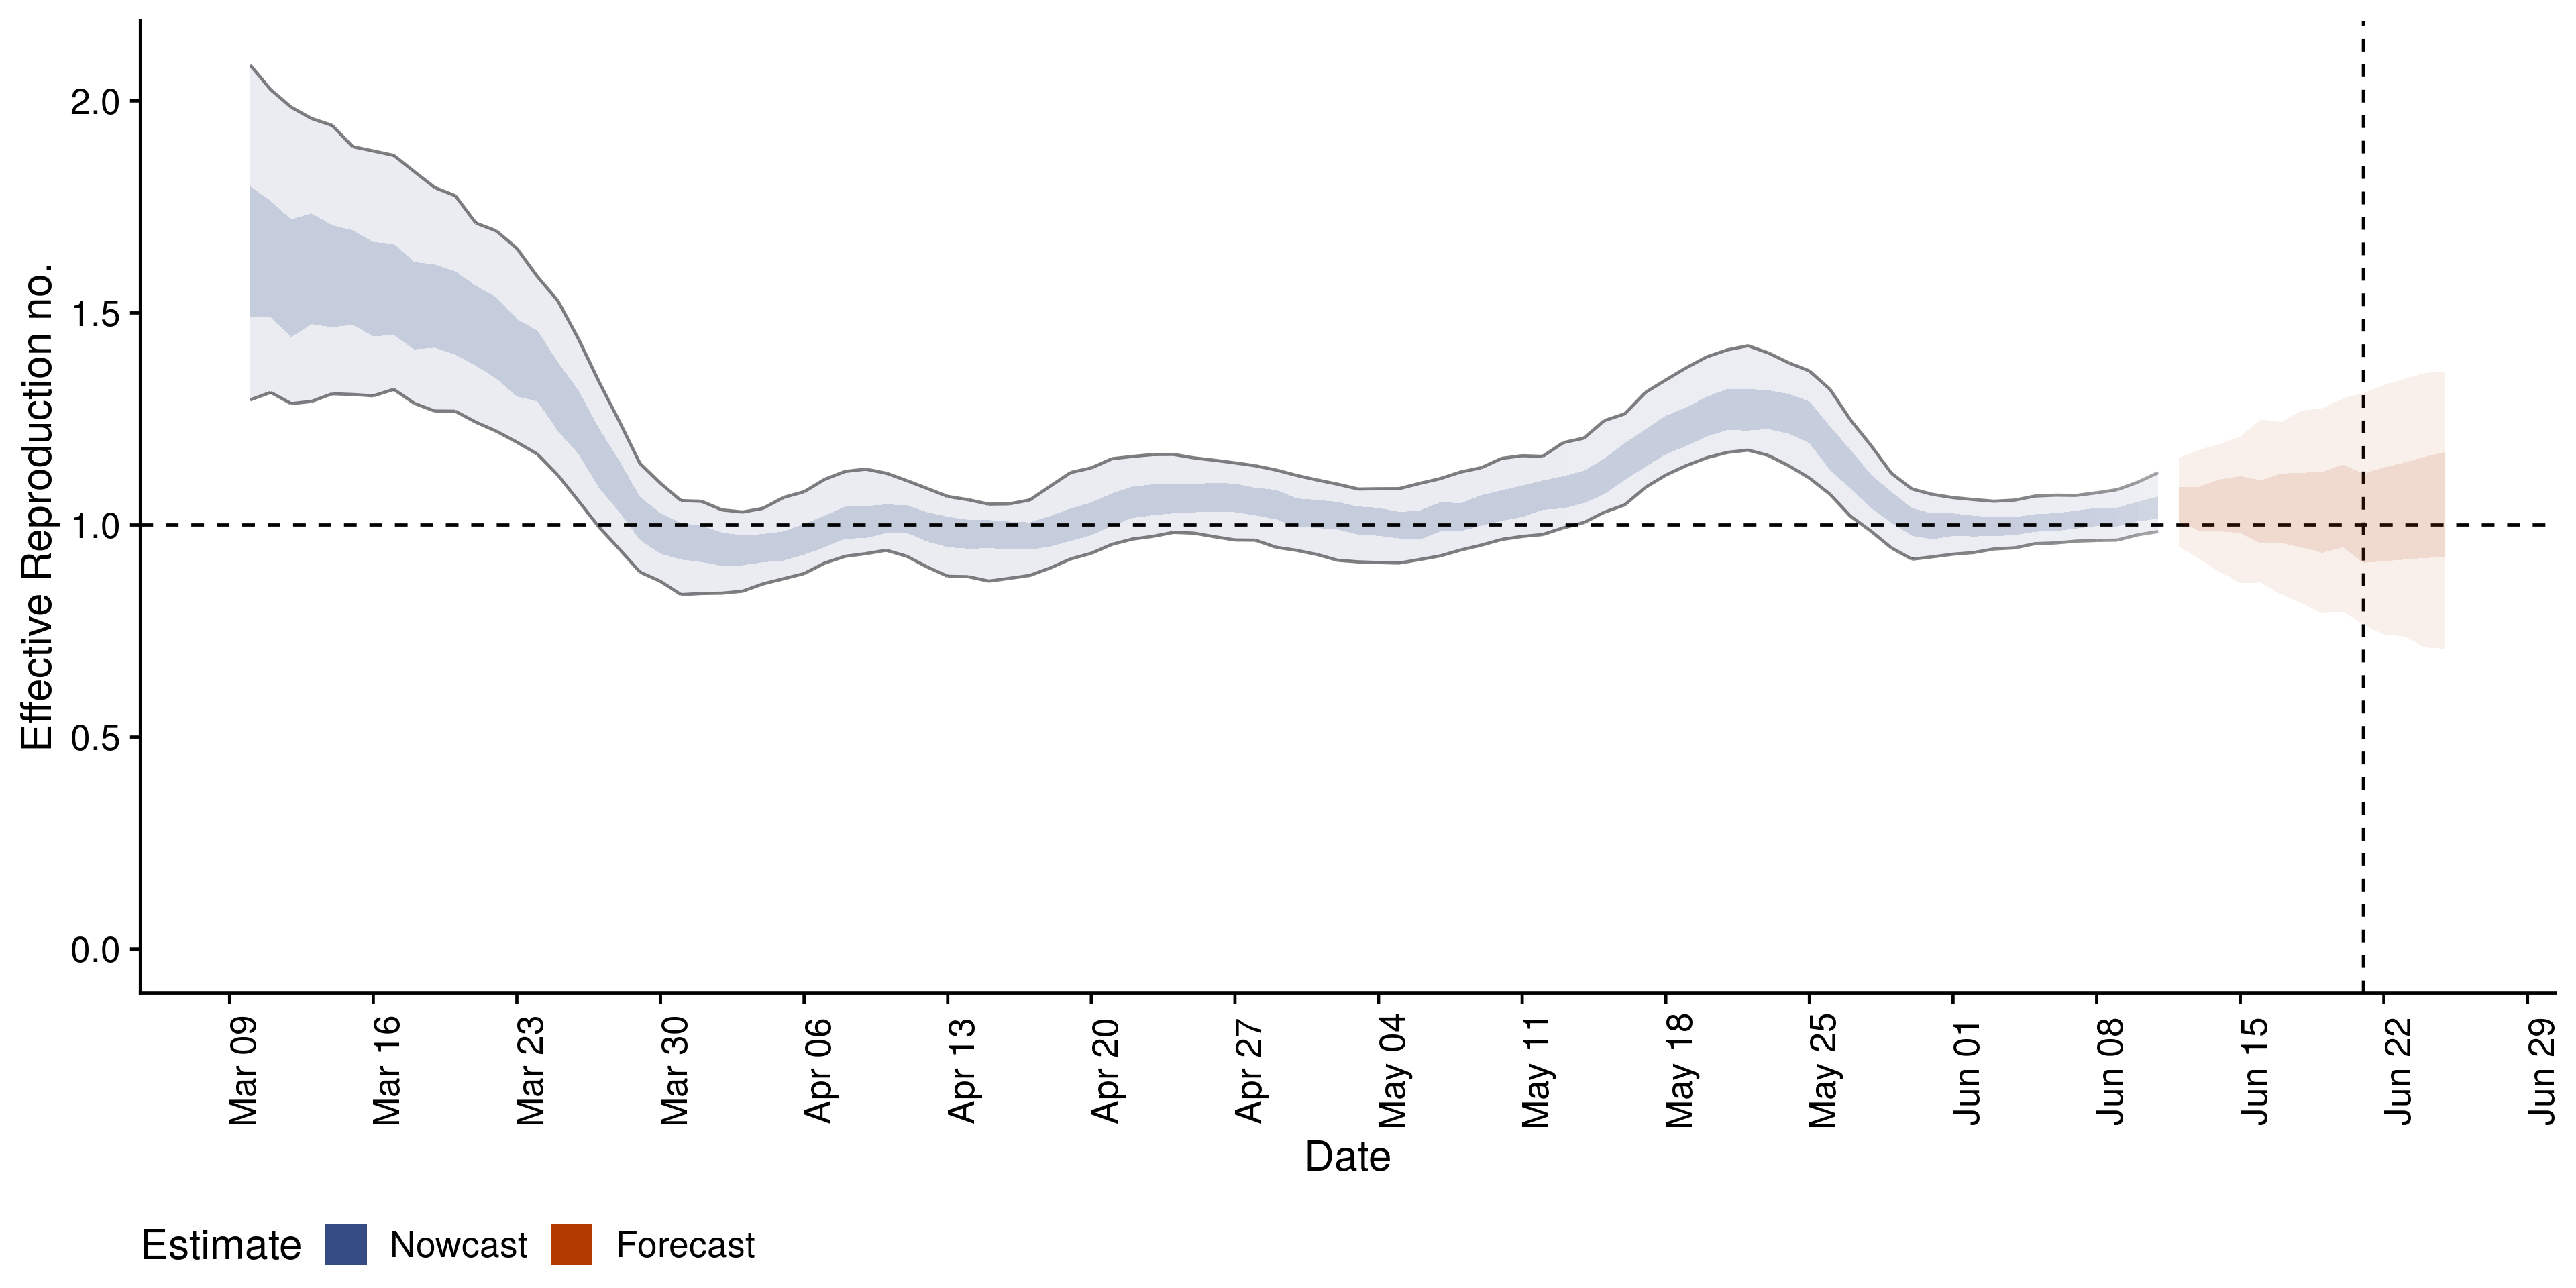 Effective Reproduction no.
2.0
1.5
1.0
0.5
0.0
Mar 09
Mar 16
Mar 23
Mar 30
Apr 06
Apr 13
Apr 20
Apr 27
May 04
May 11
May 18
May 25
Jun 01
Jun 08
Jun 15
Jun 22
Jun 29
Date
Estimate Nowcast Forecast